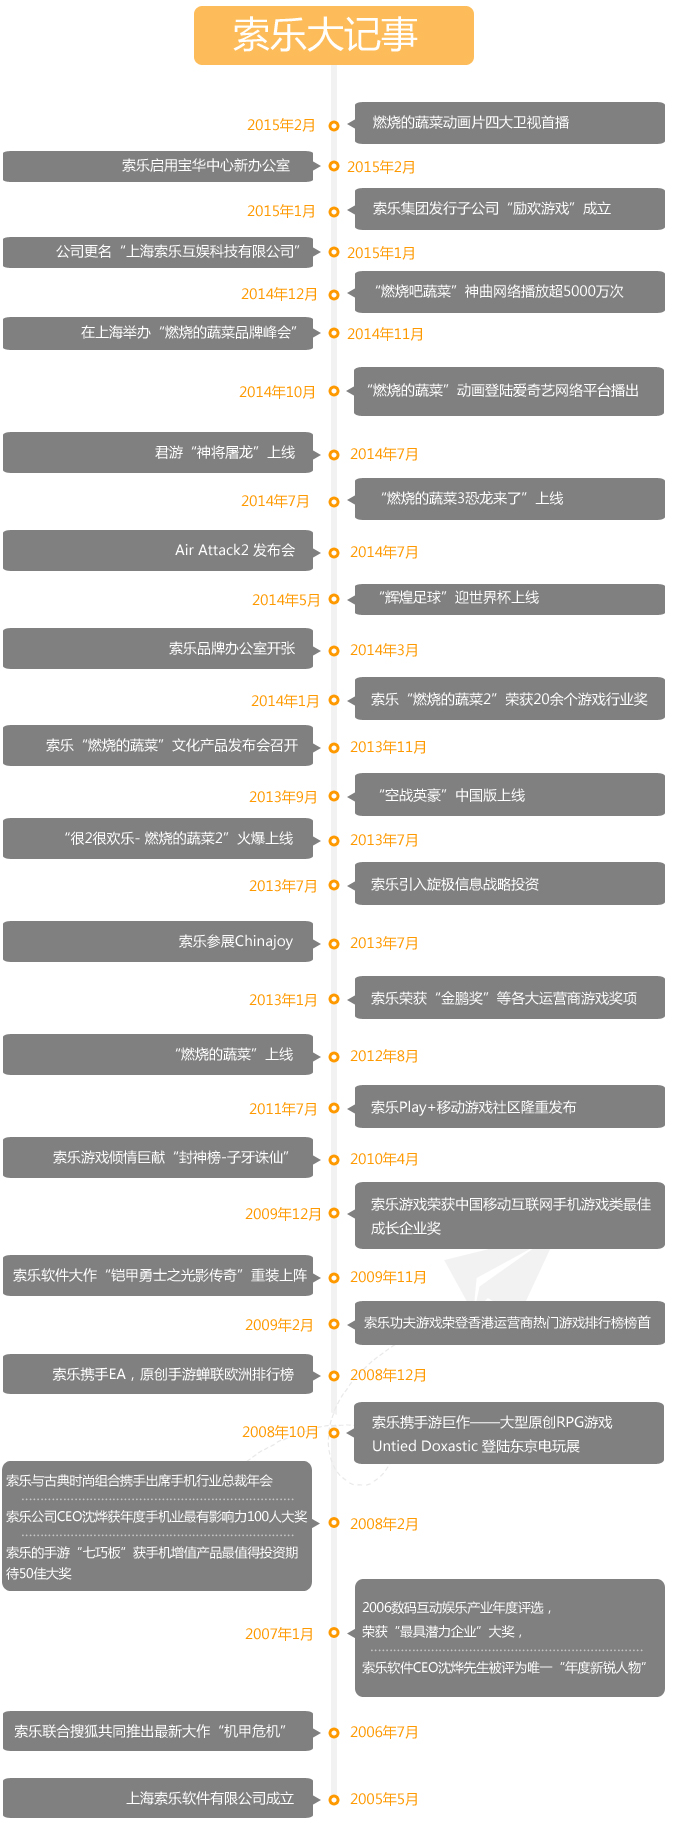 索乐大记事
2015年2月
燃烧的蔬菜动画片四大卫视首播
索乐启用宝华中心新办公室
2015年2月
2015年1月
索乐集团发行子公司“励欢游戏”成立
公司更名“上海索乐互娱科技有限公司”
2015年1月
2014年12月
“燃烧吧蔬菜”神曲网络播放超5000万次
在上海举办“燃烧的蔬菜品牌峰会”
2014年11月
2014年10月
“燃烧的蔬菜”动画登陆爱奇艺网络平台播出
君游“神将屠龙”上线
2014年7月
2014年7月
“燃烧的蔬菜3恐龙来了”上线
Air Attack2 发布会
2014年7月
2014年5月
“辉煌足球”迎世界杯上线
索乐品牌办公室开张
2014年3月
2014年1月
索乐“燃烧的蔬菜2”荣获20余个游戏行业奖
索乐“燃烧的蔬菜”文化产品发布会召开
2013年11月
2013年9月
“空战英豪”中国版上线
“很2很欢乐- 燃烧的蔬菜2”火爆上线
2013年7月
2013年7月
索乐引入旋极信息战略投资
索乐参展Chinajoy
2013年7月
2013年1月
索乐荣获“金鹏奖”等各大运营商游戏奖项
“燃烧的蔬菜”上线
2012年8月
2011年7月
索乐Play+移动游戏社区隆重发布
索乐游戏倾情巨献“封神榜-子牙诛仙”
2010年4月
2009年12月
索乐游戏荣获中国移动互联网手机游戏类最佳
成长企业奖
索乐软件大作“铠甲勇士之光影传奇”重装上阵
2009年11月
2009年2月
索乐功夫游戏荣登香港运营商热门游戏排行榜榜首
索乐携手EA，原创手游蝉联欧洲排行榜
2008年12月
2008年10月
索乐携手游巨作——大型原创RPG游戏
Untied Doxastic 登陆东京电玩展
索乐与古典时尚组合携手出席手机行业总裁年会
索乐公司CEO沈烨获年度手机业最有影响力100人大奖
索乐的手游“七巧板”获手机增值产品最值得投资期
待50佳大奖
2008年2月
2007年1月
2006数码互动娱乐产业年度评选，
荣获“最具潜力企业”大奖，
索乐软件CEO沈烨先生被评为唯一“年度新锐人物”
索乐联合搜狐共同推出最新大作“机甲危机”
2006年7月
上海索乐软件有限公司成立
2005年5月